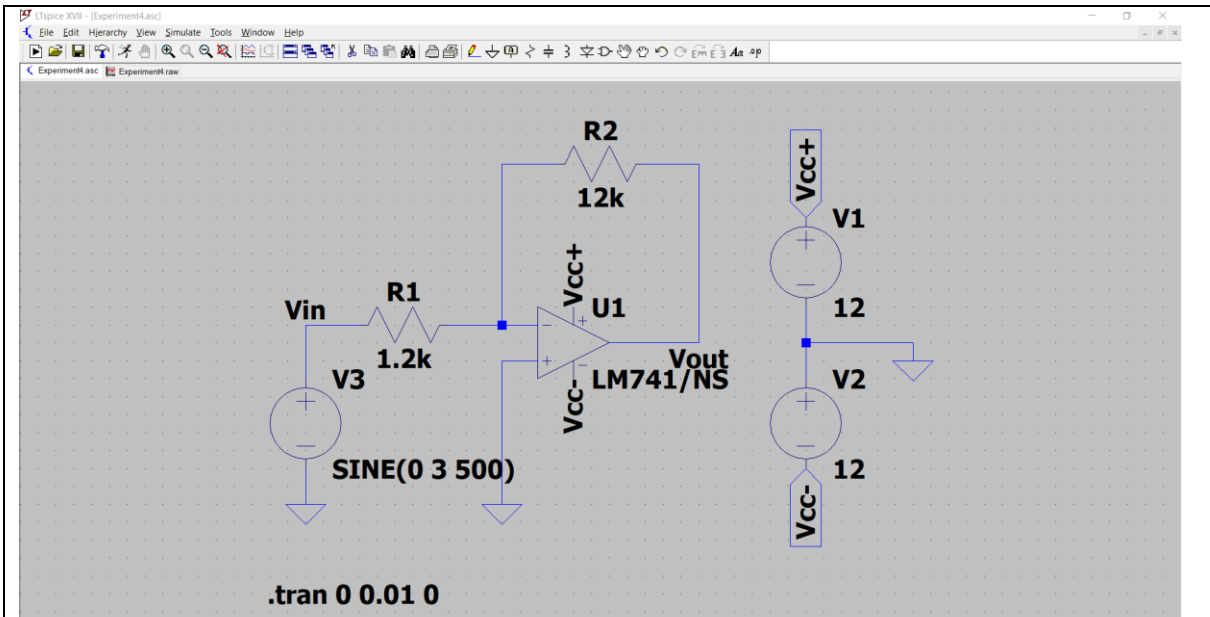 LTspice XVII - [Experiment4.asc]
File Edit Hierarchy View Simulate Tools Window Help
Aa .op
Experiment4.asc Experiment4.raw
R2
12k
Vcc+
V1
12
Vcc+
U1
R1
Vin
1.2k
Vout
LM741/NS
V3
Vcc-
V2
12
SINE(0 3 500)
Vcc-
.tran 0 0.01 0